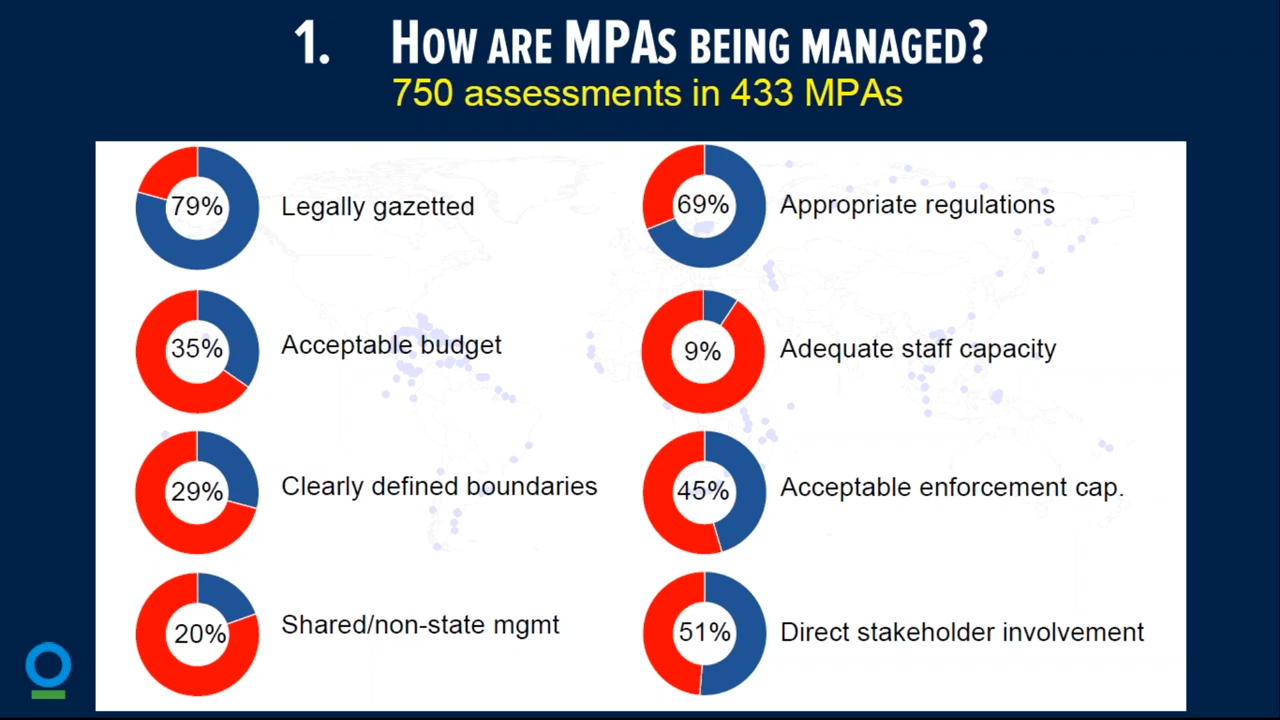 1. HOW ARE MPAS BEING MANAGED?
750 assessments in 433 MPAs
79% Legally gazetted
69% Appropriate regulations
35% Acceptable budget
9% Adequate staff capacity
29% Clearly defined boundaries
45% Acceptable enforcement cap.
20% Shared/non-state mgmt
51% Direct stakeholder involvement